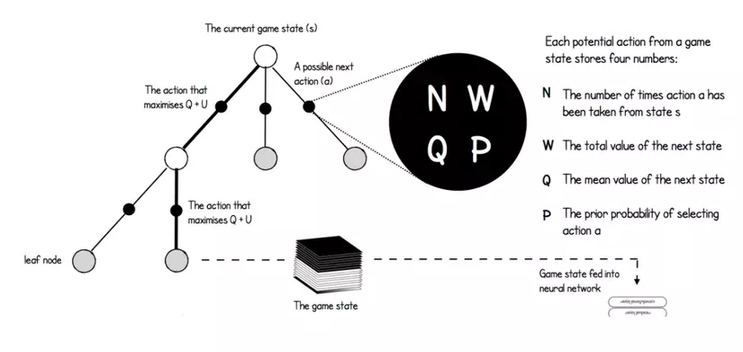 The current game state (s)
A possible next
action (a)
The action that
maximises Q + U
N W
Q P
Each potential action from a game
state stores four numbers:
N The number of times action a has
been taken from state s
W The total value of the next state
Q The mean value of the next state
P The prior probability of selecting
action a
The action that
maximises Q + U
leaf node
The game state
Game state fed into
neural network